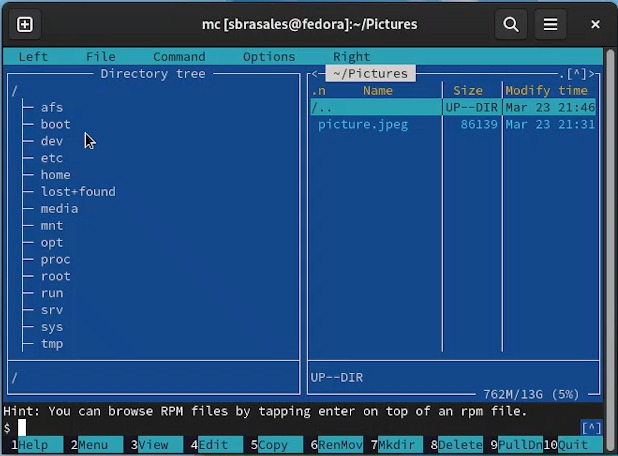 mc [sbrasales@fedora]:~/Pictures
Left File Command Options Right
Directory tree
/
afs
boot
dev
etc
home
lost+found
media
mnt
opt
proc
root
run
srv
sys
tmp
/
<─ ~/Pictures .[^]>
.n Name Size Modify time
/.. UP--DIR Mar 23 21:46
picture.jpeg 86139 Mar 23 21:31
UP--DIR
762M/13G (5%)
Hint: You can browse RPM files by tapping enter on top of an rpm file.
$ [^]
1Help 2Menu 3View 4Edit 5Copy 6RenMov 7Mkdir 8Delete 9PullDn 10Quit